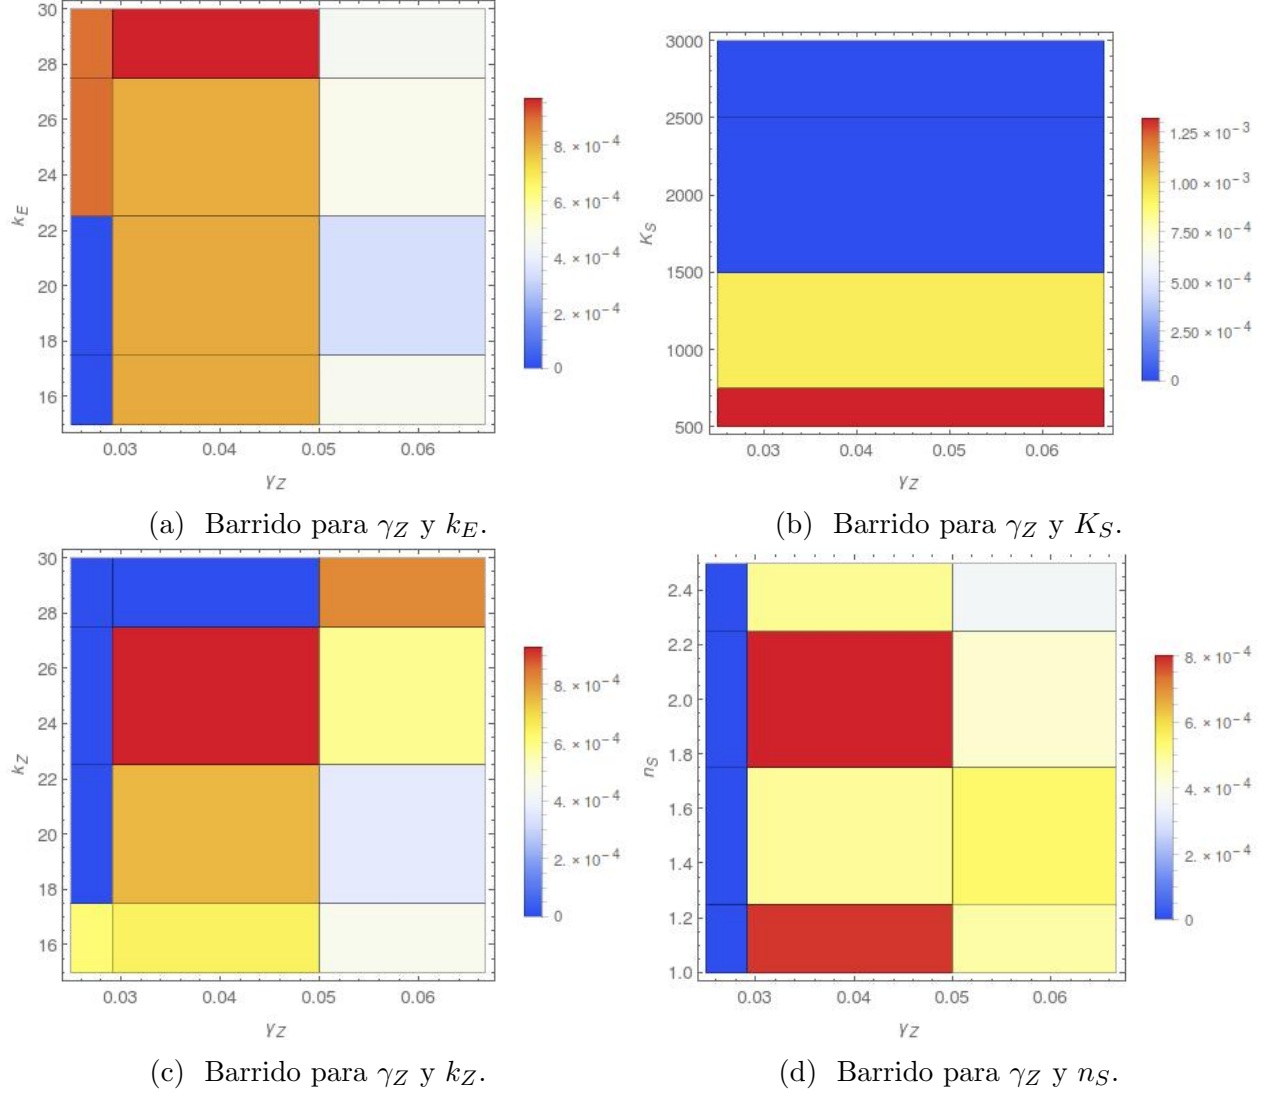 30
28
26
24
22
20
18
16
k_E
0.03 0.04 0.05 0.06
γ_Z
8. × 10⁻⁴
6. × 10⁻⁴
4. × 10⁻⁴
2. × 10⁻⁴
0
(a) Barrido para γ_Z y k_E.
3000
2500
2000
1500
1000
500
K_S
0.03 0.04 0.05 0.06
γ_Z
1.25 × 10⁻³
1.00 × 10⁻³
7.50 × 10⁻⁴
5.00 × 10⁻⁴
2.50 × 10⁻⁴
0
(b) Barrido para γ_Z y K_S.
30
28
26
24
22
20
18
16
k_Z
0.03 0.04 0.05 0.06
γ_Z
8. × 10⁻⁴
6. × 10⁻⁴
4. × 10⁻⁴
2. × 10⁻⁴
0
(c) Barrido para γ_Z y k_Z.
2.4
2.2
2.0
1.8
1.6
1.4
1.2
1.0
n_S
0.03 0.04 0.05 0.06
γ_Z
8. × 10⁻⁴
6. × 10⁻⁴
4. × 10⁻⁴
2. × 10⁻⁴
0
(d) Barrido para γ_Z y n_S.